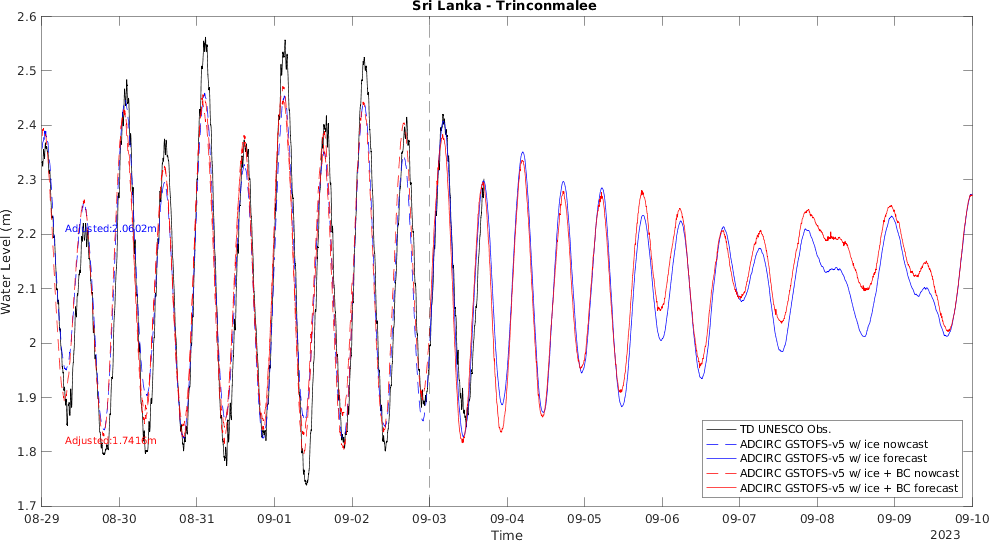 Sri Lanka - Trinconmalee
2.6
2.5
2.4
2.3
2.2
2.1
2
1.9
1.8
1.7
Water Level (m)
Adjusted:2.0602m
Adjusted:1.7416m
TD UNESCO Obs.
ADCIRC GSTOFS-v5 w/ ice nowcast
ADCIRC GSTOFS-v5 w/ ice forecast
ADCIRC GSTOFS-v5 w/ ice + BC nowcast
ADCIRC GSTOFS-v5 w/ ice + BC forecast
08-29 08-30 08-31 09-01 09-02 09-03 09-04 09-05 09-06 09-07 09-08 09-09 09-10
Time
2023